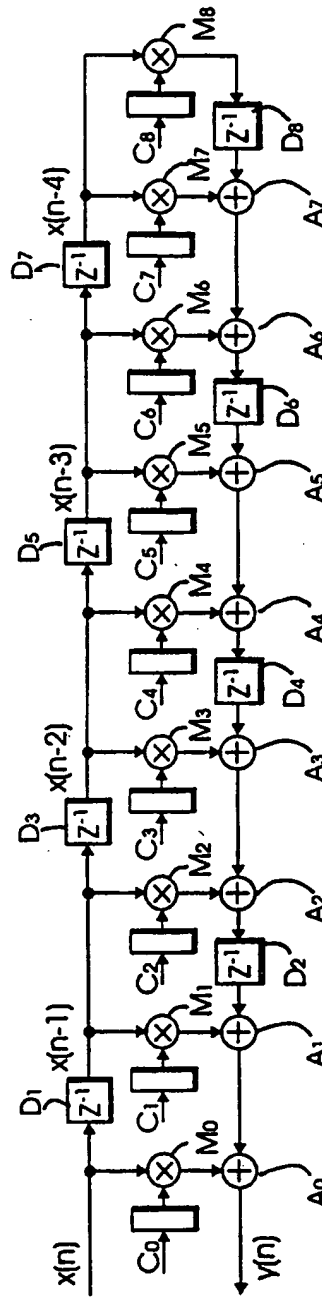 x(n) x(n-1) x(n-2) x(n-3) x(n-4)
D1 D3 D5 D7
Z-1 Z-1 Z-1 Z-1
C0 C1 C2 C3 C4 C5 C6 C7 C8
M0 M1 M2 M3 M4 M5 M6 M7 M8
Z-1 Z-1 Z-1 Z-1
D2 D4 D6 D8
y(n)
A0 A1 A2 A3 A4 A5 A6 A7